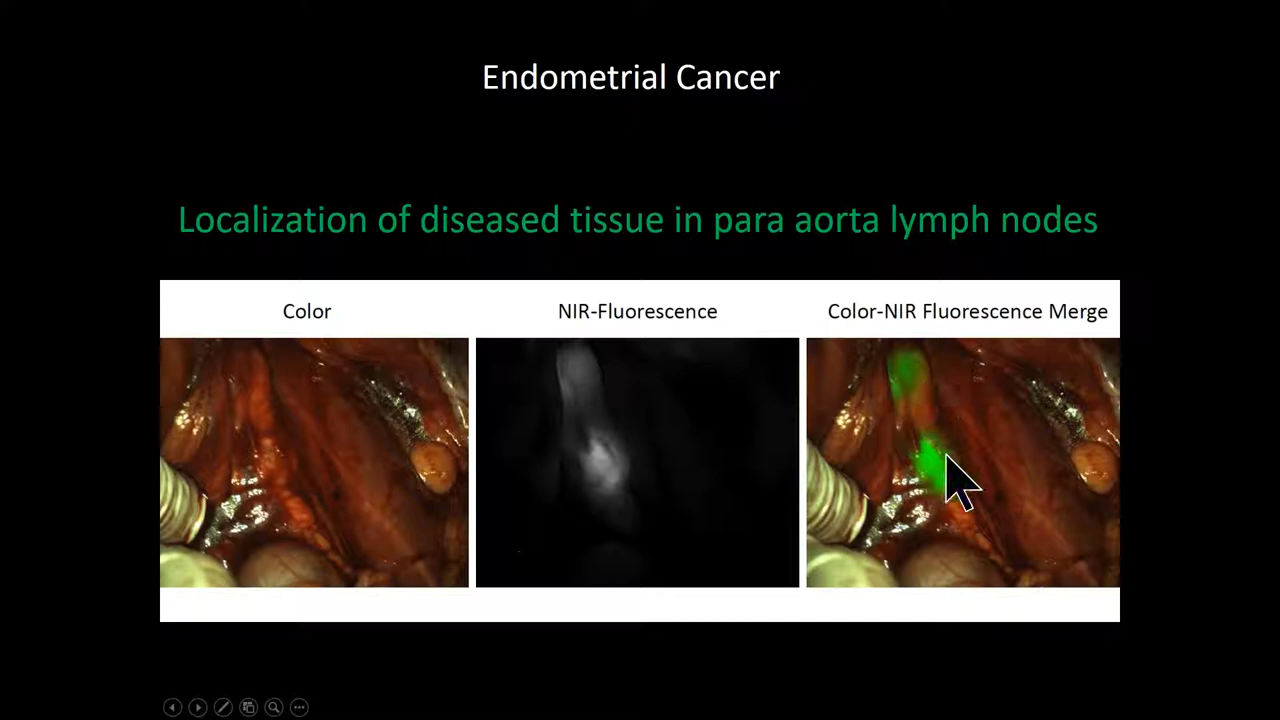 Endometrial Cancer
Localization of diseased tissue in para aorta lymph nodes
Color
NIR-Fluorescence
Color-NIR Fluorescence Merge